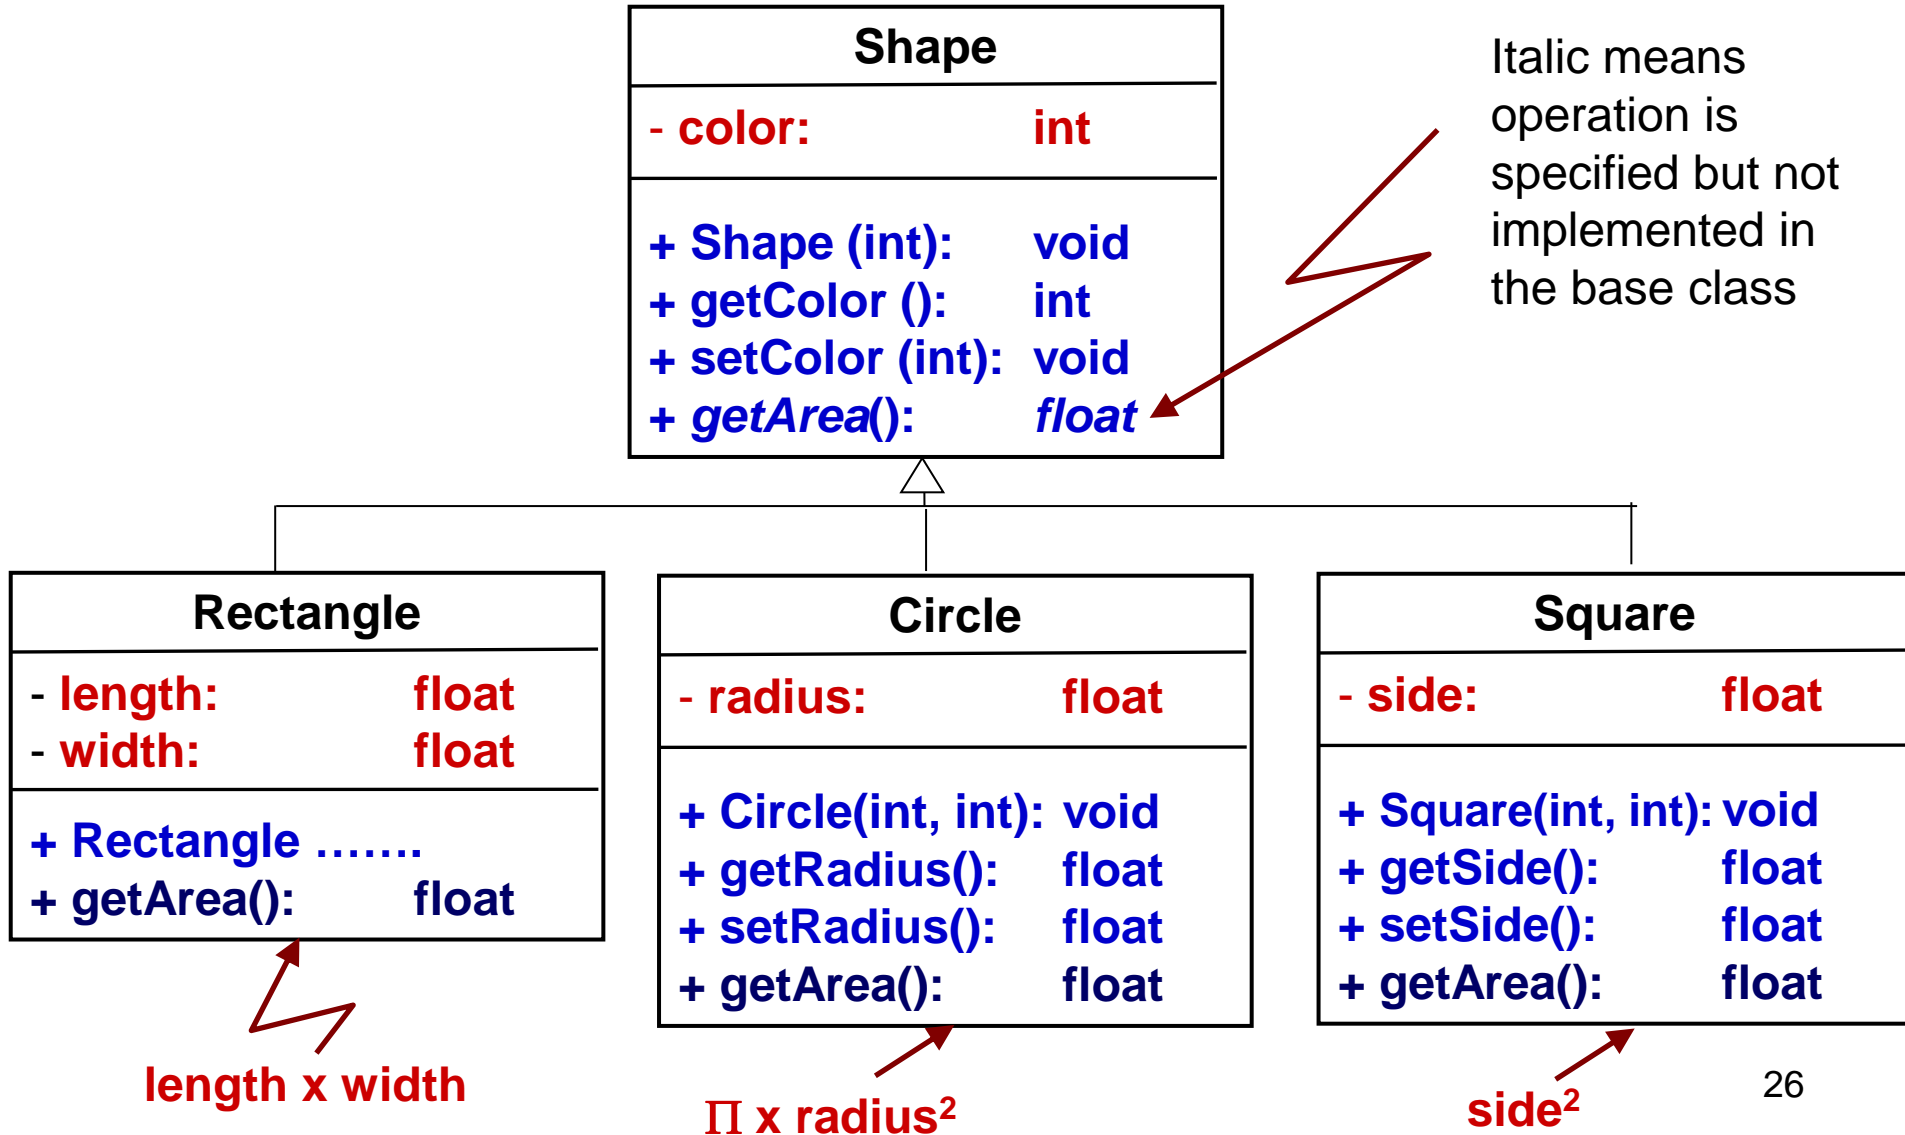 Shape
- color: int
+ Shape (int): void
+ getColor (): int
+ setColor (int): void
+ getArea(): float
Italic means
operation is
specified but not
implemented in
the base class
Rectangle
- length: float
- width: float
+ Rectangle …….
+ getArea(): float
length x width
Circle
- radius: float
+ Circle(int, int): void
+ getRadius(): float
+ setRadius(): float
+ getArea(): float
Π x radius²
Square
- side: float
+ Square(int, int): void
+ getSide(): float
+ setSide(): float
+ getArea(): float
side²
26